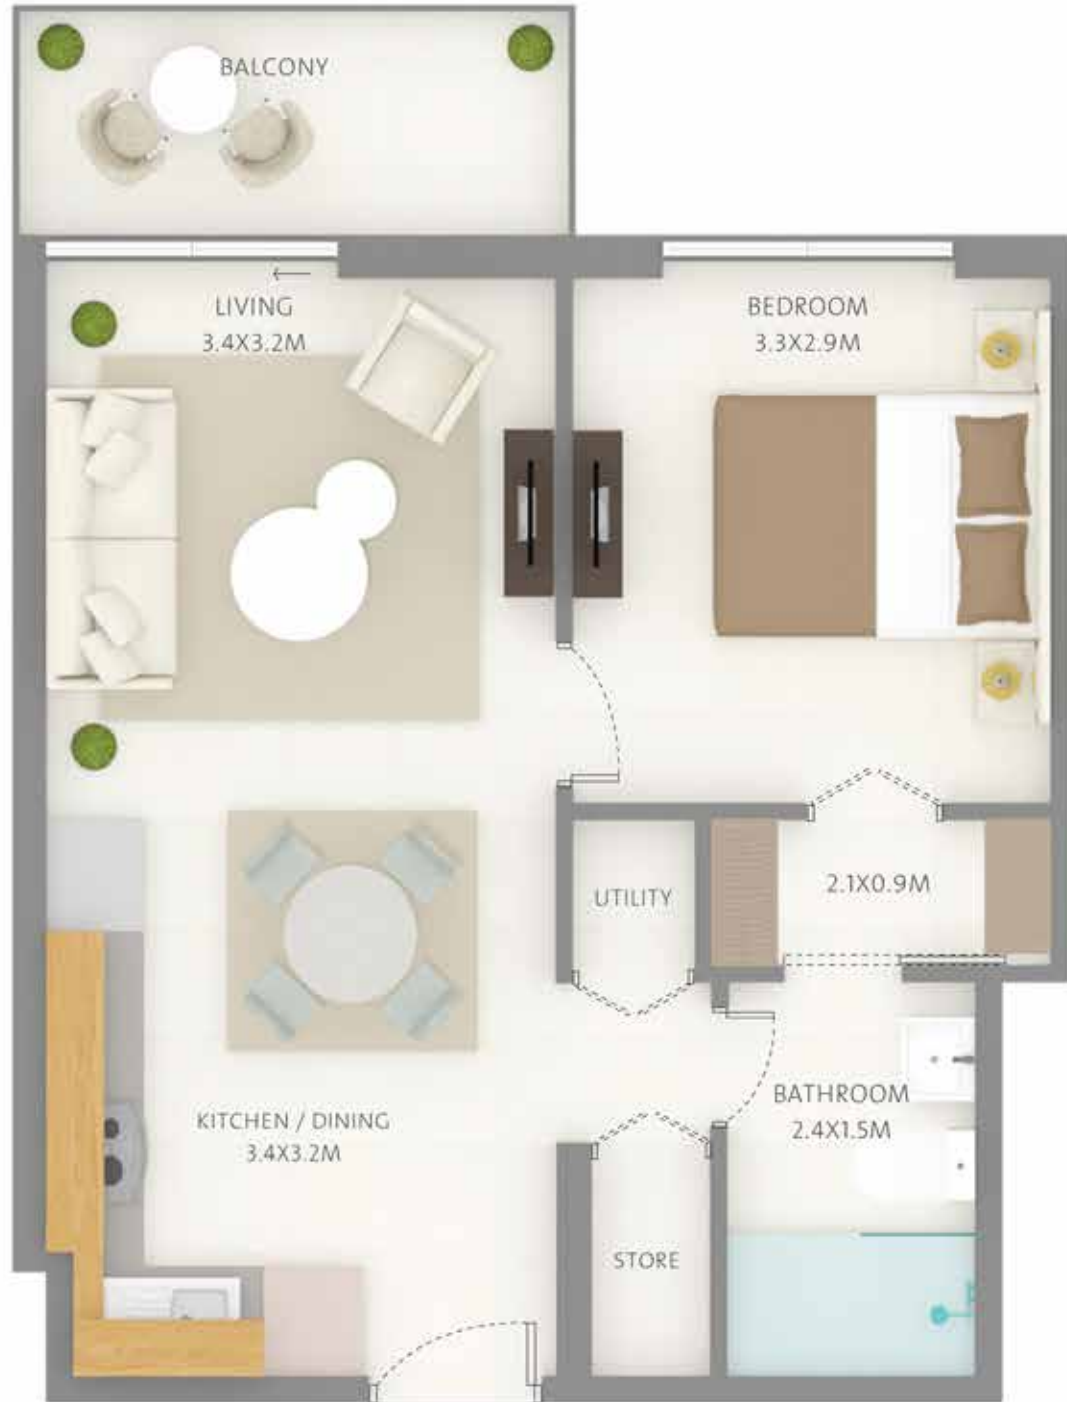 BALCONY
LIVING
3.4X3.2M
BEDROOM
3.3X2.9M
UTILITY
2.1X0.9M
KITCHEN / DINING
3.4X3.2M
BATHROOM
2.4X1.5M
STORE